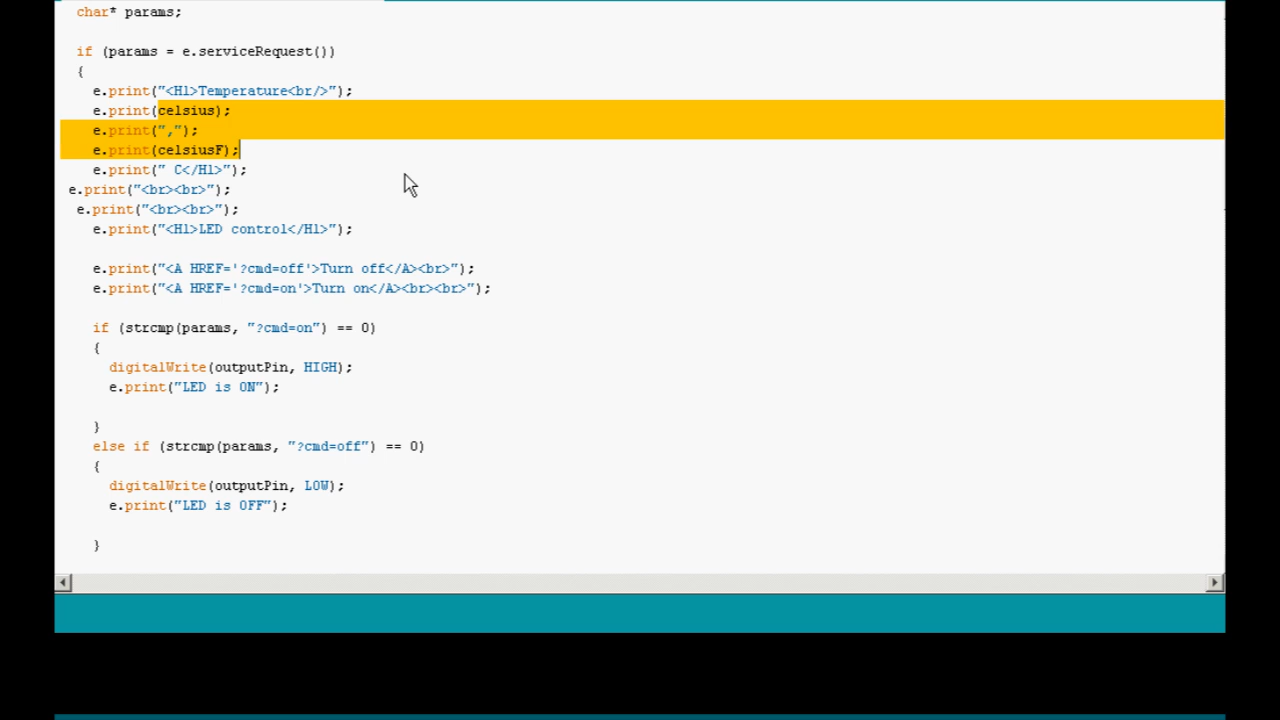 char* params;
if (params = e.serviceRequest())
{
e.print("<H1>Temperature<br/>");
e.print(celsius);
e.print(",");
e.print(celsiusF);
e.print(" C</H1>");
e.print("<br><br>");
e.print("<br><br>");
e.print("<H1>LED control</H1>");
e.print("<A HREF='?cmd=off'>Turn off</A><br>");
e.print("<A HREF='?cmd=on'>Turn on</A><br><br>");
if (strcmp(params, "?cmd=on") == 0)
{
digitalWrite(outputPin, HIGH);
e.print("LED is ON");
}
else if (strcmp(params, "?cmd=off") == 0)
{
digitalWrite(outputPin, LOW);
e.print("LED is OFF");
}